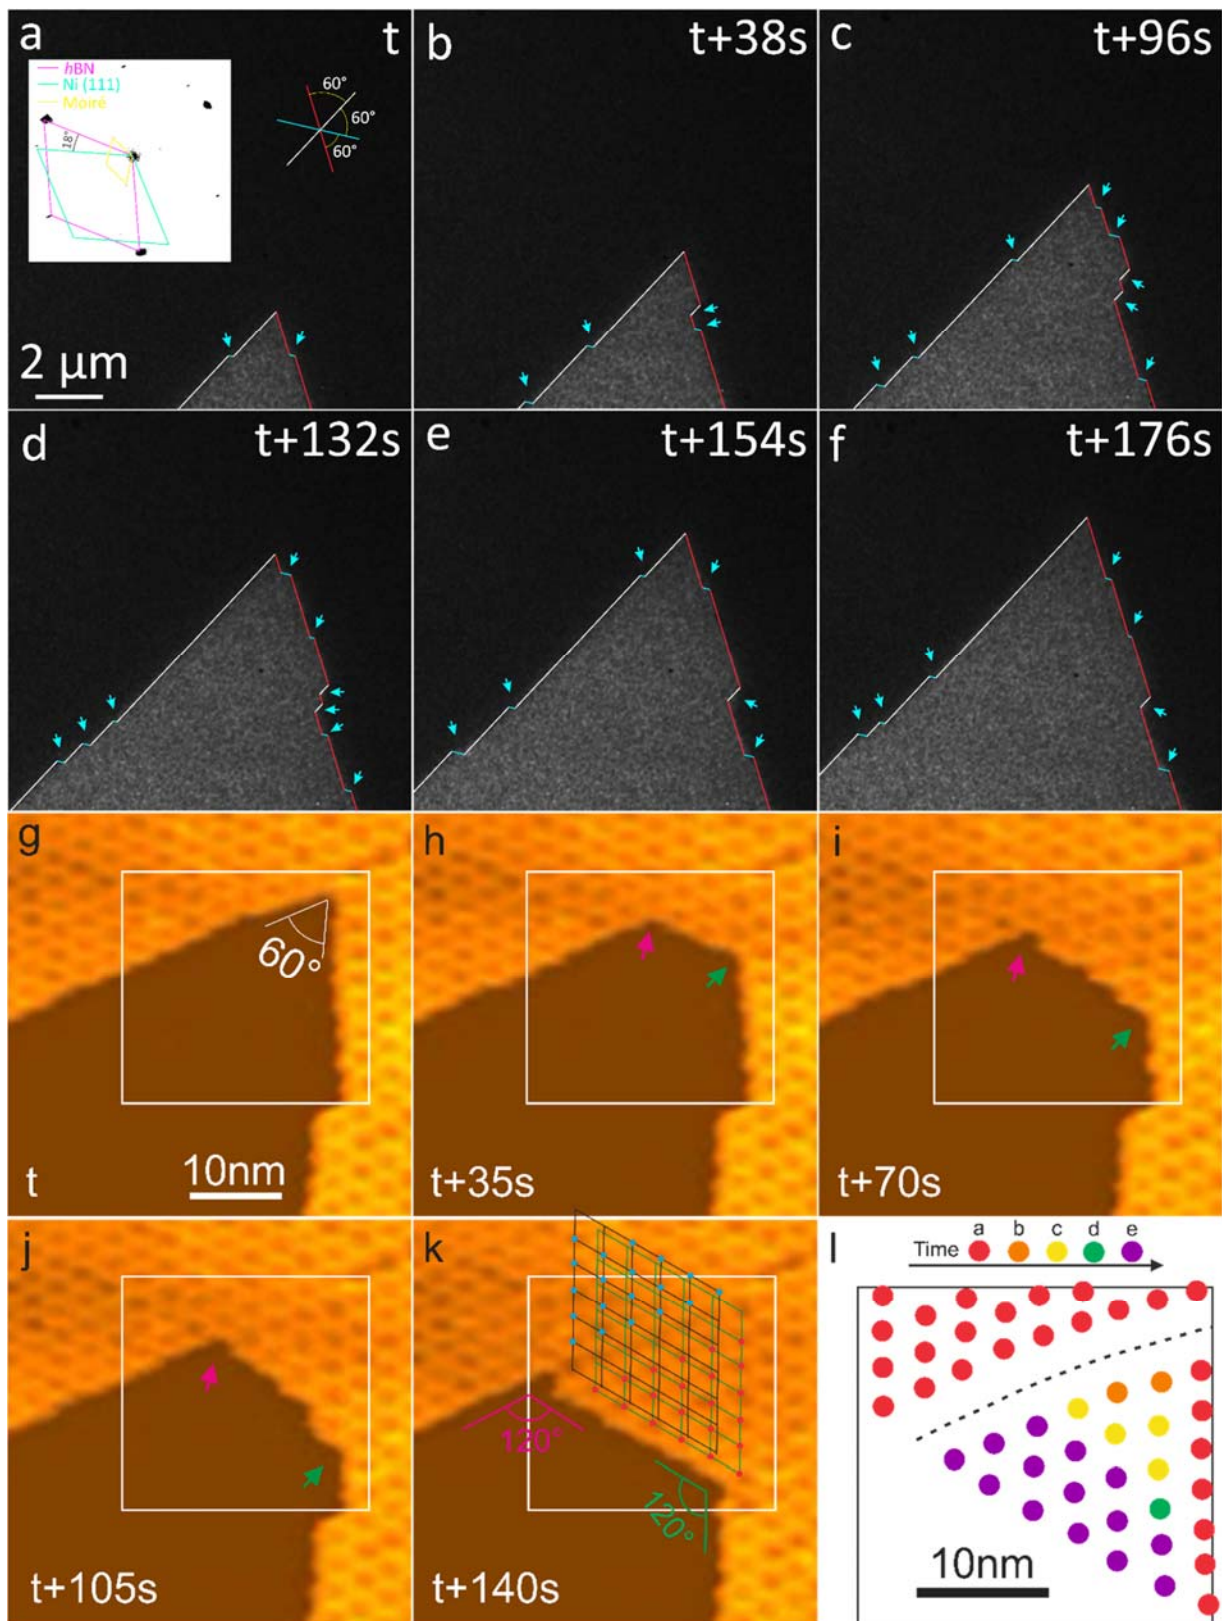 a
t
hBN
Ni (111)
Moiré
18°
60°
60°
60°
2 μm
b
t+38s
c
t+96s
d
t+132s
e
t+154s
f
t+176s
g
60°
10nm
t
h
t+35s
i
t+70s
j
t+105s
k
120°
120°
t+140s
l
a b c d e
Time
10nm